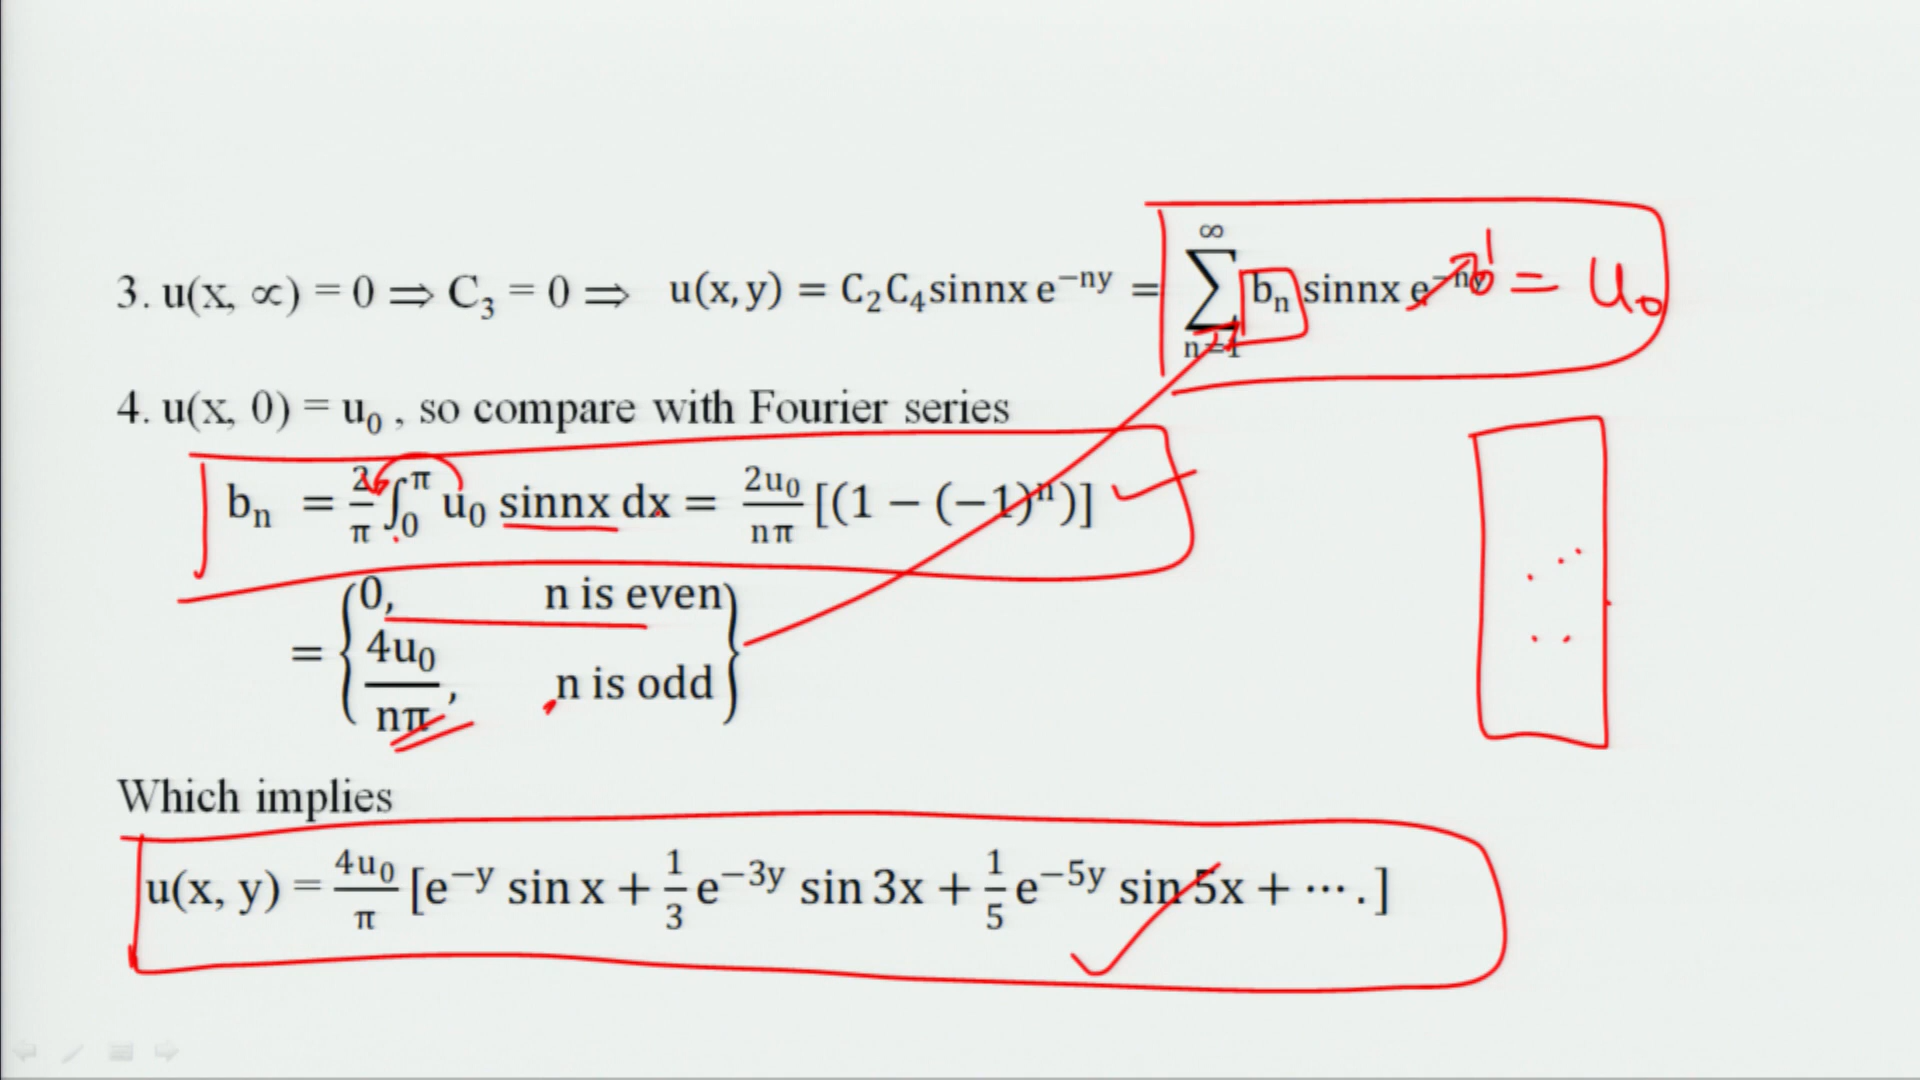 3. u(x, ∝) = 0 ⇒ C₃ = 0 ⇒ u(x, y) = C₂C₄sinnx e⁻ⁿʸ = ∑ₙ₌₁^∞ bₙ sinnx e⁻ⁿʸ = u₀
4. u(x, 0) = u₀ , so compare with Fourier series
bₙ = 2/π ∫₀^π u₀ sinnx dx = 2u₀/nπ [(1 − (−1)ⁿ)]
= {0, n is even
4u₀/nπ, n is odd}
Which implies
u(x, y) = 4u₀/π [e⁻ʸ sin x + 1/3 e⁻³ʸ sin 3x + 1/5 e⁻⁵ʸ sin 5x + ⋯.]